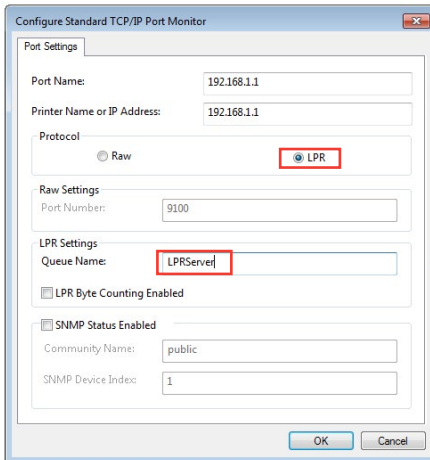 Configure Standard TCP/IP Port Monitor
Port Settings
Port Name: 192.168.1.1
Printer Name or IP Address: 192.168.1.1
Protocol
Raw LPR
Raw Settings
Port Number: 9100
LPR Settings
Queue Name: LPRServer
LPR Byte Counting Enabled
SNMP Status Enabled
Community Name: public
SNMP Device Index: 1
OK Cancel